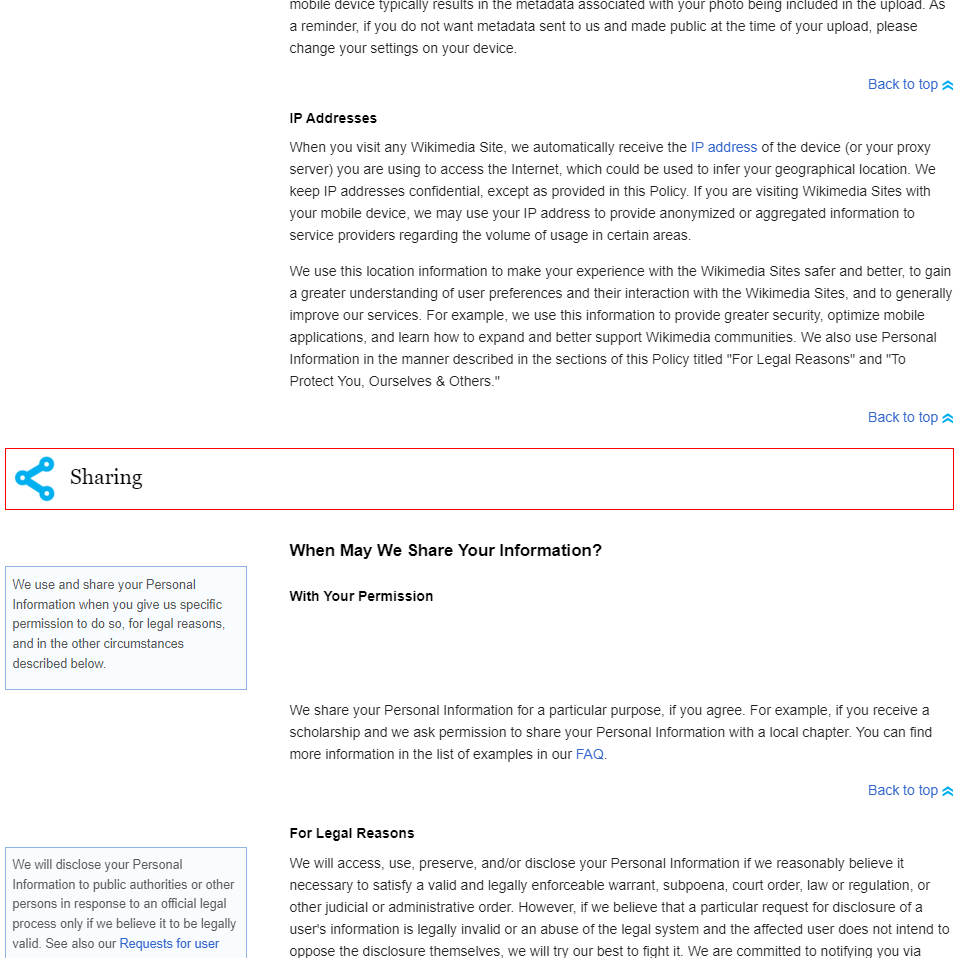 mobile device typically results in the metadata associated with your photo being included in the upload. As
a reminder, if you do not want metadata sent to us and made public at the time of your upload, please
change your settings on your device.
Back to top
IP Addresses
When you visit any Wikimedia Site, we automatically receive the IP address of the device (or your proxy
server) you are using to access the Internet, which could be used to infer your geographical location. We
keep IP addresses confidential, except as provided in this Policy. If you are visiting Wikimedia Sites with
your mobile device, we may use your IP address to provide anonymized or aggregated information to
service providers regarding the volume of usage in certain areas.
We use this location information to make your experience with the Wikimedia Sites safer and better, to gain
a greater understanding of user preferences and their interaction with the Wikimedia Sites, and to generally
improve our services. For example, we use this information to provide greater security, optimize mobile
applications, and learn how to expand and better support Wikimedia communities. We also use Personal
Information in the manner described in the sections of this Policy titled "For Legal Reasons" and "To
Protect You, Ourselves & Others."
Back to top
Sharing
When May We Share Your Information?
We use and share your Personal
Information when you give us specific
permission to do so, for legal reasons,
and in the other circumstances
described below.
With Your Permission
We share your Personal Information for a particular purpose, if you agree. For example, if you receive a
scholarship and we ask permission to share your Personal Information with a local chapter. You can find
more information in the list of examples in our FAQ.
Back to top
For Legal Reasons
We will disclose your Personal
Information to public authorities or other
persons in response to an official legal
process only if we believe it to be legally
valid. See also our Requests for user
We will access, use, preserve, and/or disclose your Personal Information if we reasonably believe it
necessary to satisfy a valid and legally enforceable warrant, subpoena, court order, law or regulation, or
other judicial or administrative order. However, if we believe that a particular request for disclosure of a
user's information is legally invalid or an abuse of the legal system and the affected user does not intend to
oppose the disclosure themselves, we will try our best to fight it. We are committed to notifying you via